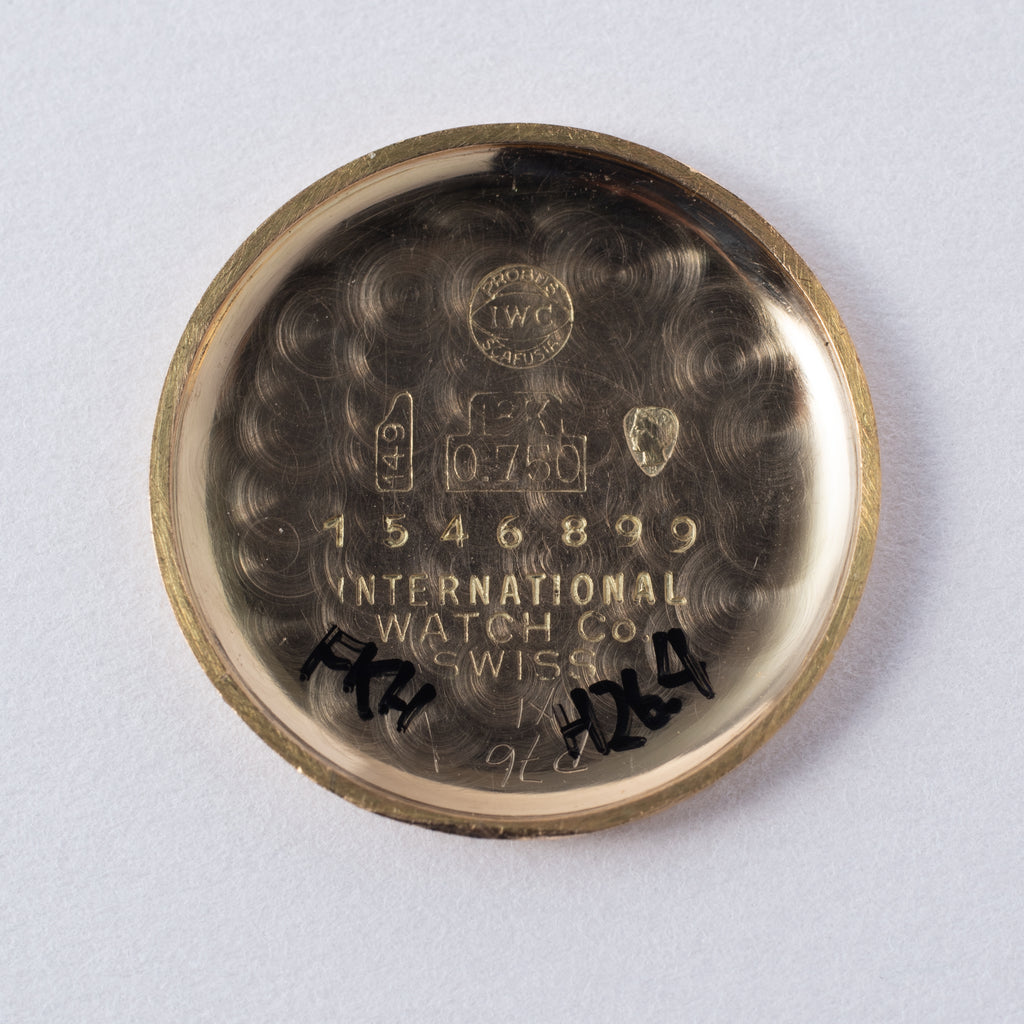 PROBUS
IWC
SCAFUSIA
149
18K.
0.750
1546899
INTERNATIONAL
WATCH Co.
SWISS
FKH
H264